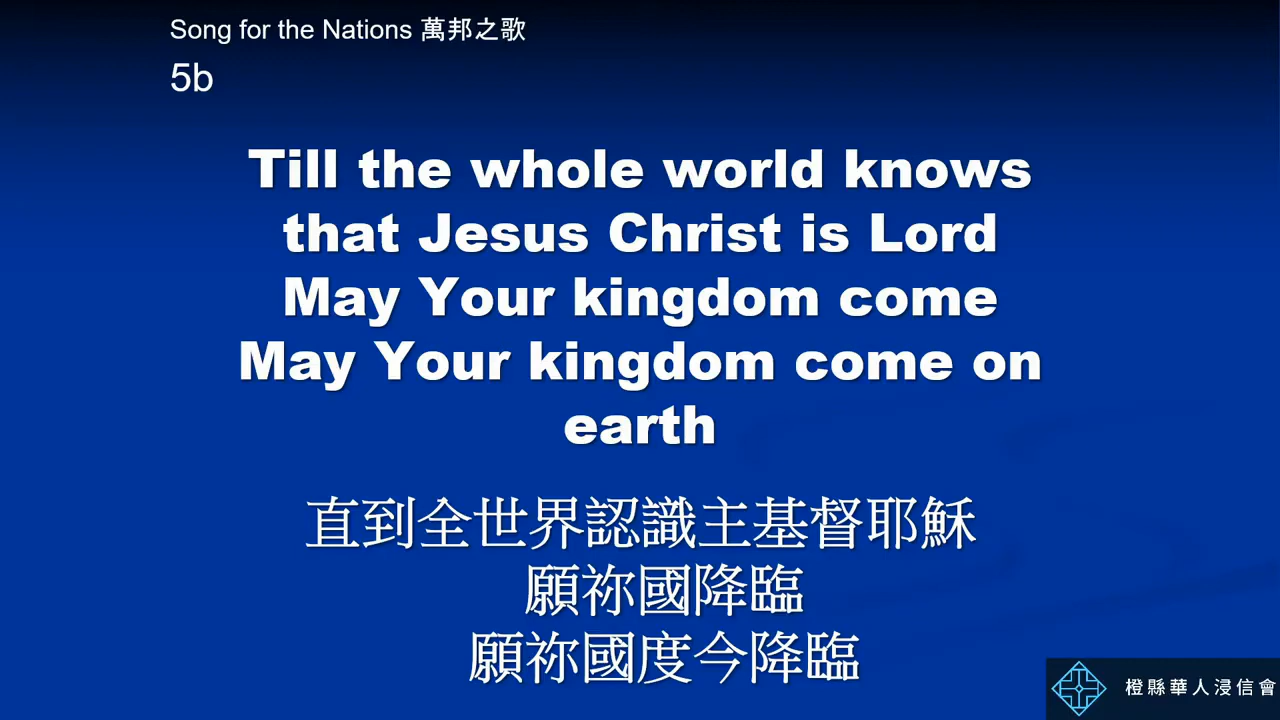 Song for the Nations 萬邦之歌
5b
Till the whole world knows
that Jesus Christ is Lord
May Your kingdom come
May Your kingdom come on
earth
直到全世界認識主基督耶穌
願祢國降臨
願祢國度今降臨
橙縣華人浸信會